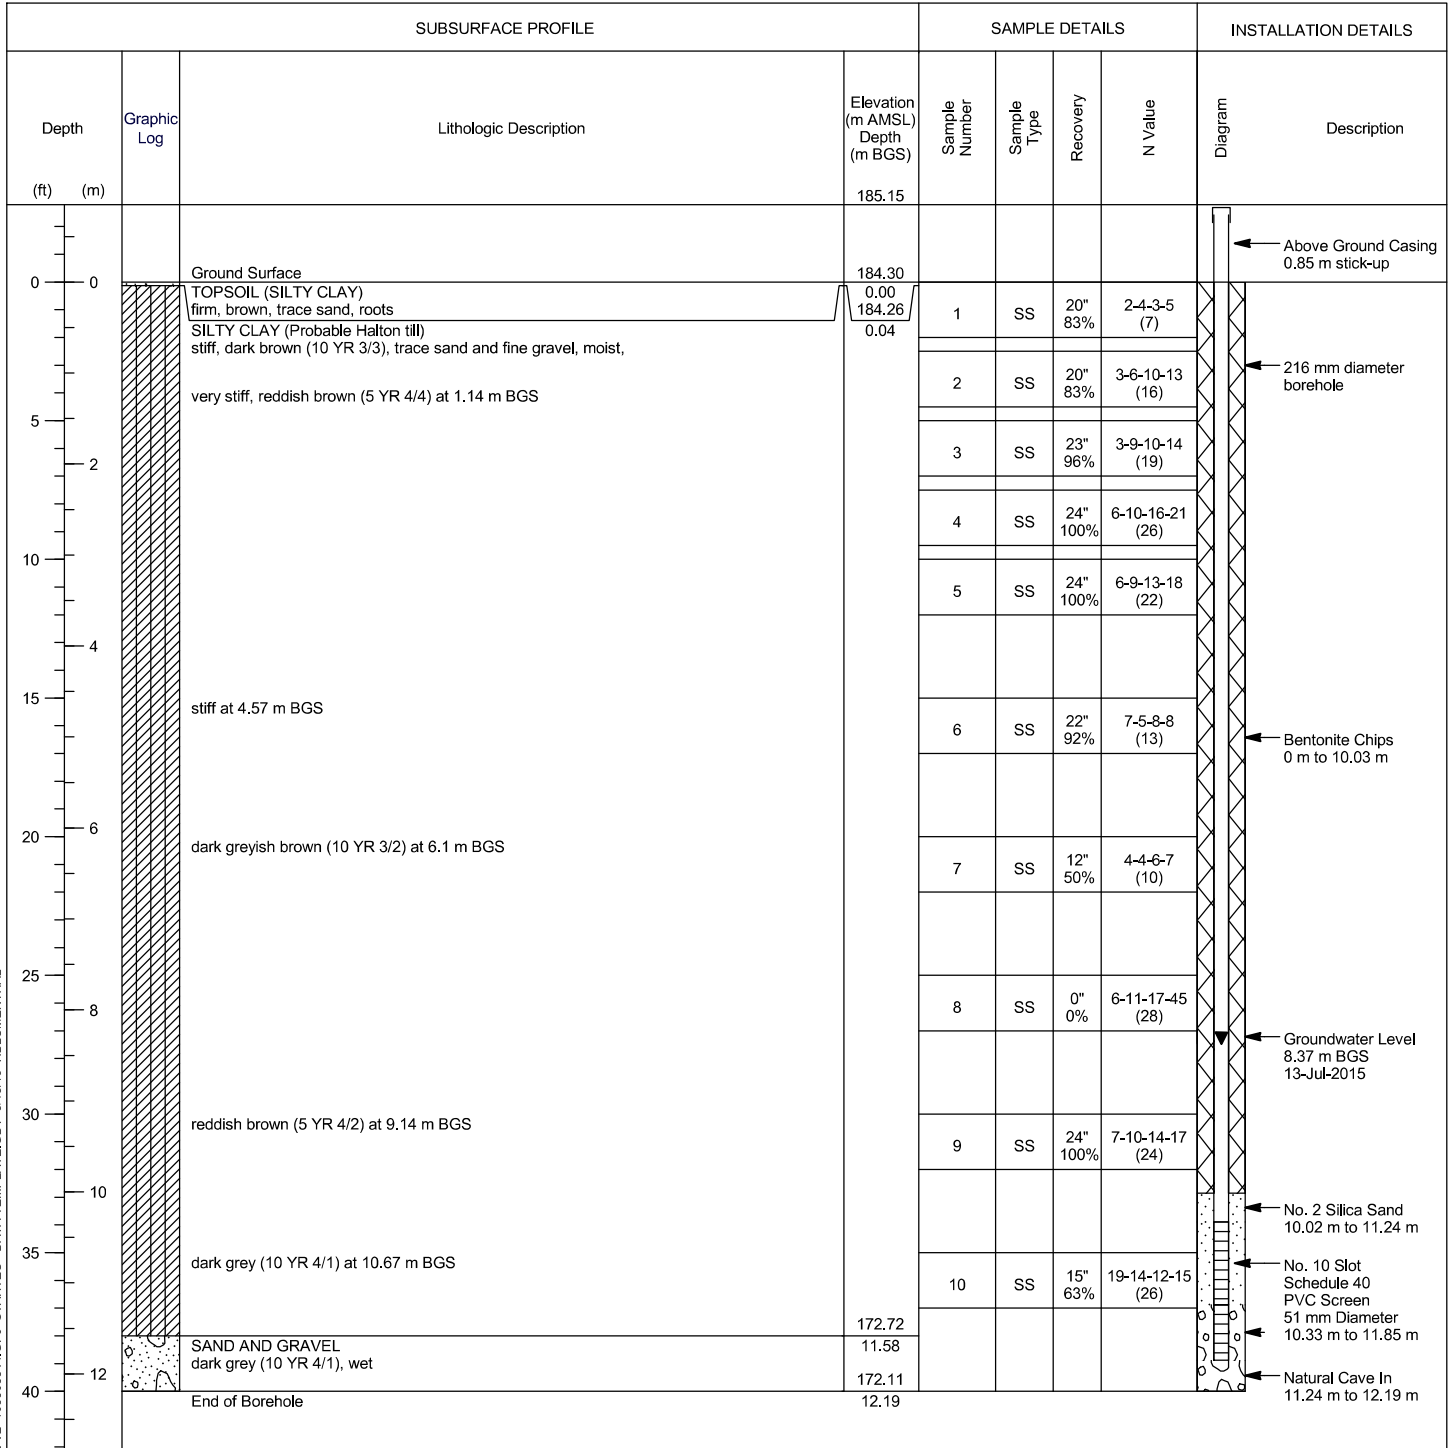 SUBSURFACE PROFILE
SAMPLE DETAILS
INSTALLATION DETAILS
Depth
(ft) (m)
Graphic
Log
Lithologic Description
Elevation
(m AMSL)
Depth
(m BGS)
185.15
Sample
Number
Sample
Type
Recovery
N Value
Diagram
Description
Above Ground Casing
0.85 m stick-up
Ground Surface 184.30
0 0
TOPSOIL (SILTY CLAY) 0.00
firm, brown, trace sand, roots 184.26
SILTY CLAY (Probable Halton till) 0.04
stiff, dark brown (10 YR 3/3), trace sand and fine gravel, moist,
1 SS 20" 2-4-3-5
83% (7)
216 mm diameter
borehole
very stiff, reddish brown (5 YR 4/4) at 1.14 m BGS
2 SS 20" 3-6-10-13
83% (16)
5
2
3 SS 23" 3-9-10-14
96% (19)
4 SS 24" 6-10-16-21
100% (26)
10
5 SS 24" 6-9-13-18
100% (22)
4
15
stiff at 4.57 m BGS
6 SS 22" 7-5-8-8
92% (13)
Bentonite Chips
0 m to 10.03 m
6
20
dark greyish brown (10 YR 3/2) at 6.1 m BGS
7 SS 12" 4-4-6-7
50% (10)
25
8
8 SS 0" 6-11-17-45
0% (28)
Groundwater Level
8.37 m BGS
13-Jul-2015
30
reddish brown (5 YR 4/2) at 9.14 m BGS
9 SS 24" 7-10-14-17
100% (24)
10
No. 2 Silica Sand
10.02 m to 11.24 m
35
dark grey (10 YR 4/1) at 10.67 m BGS
10 SS 15" 19-14-12-15
63% (26)
No. 10 Slot
Schedule 40
PVC Screen
51 mm Diameter
10.33 m to 11.85 m
172.72
SAND AND GRAVEL 11.58
dark grey (10 YR 4/1), wet
12
172.11
40
End of Borehole 12.19
Natural Cave In
11.24 m to 12.19 m